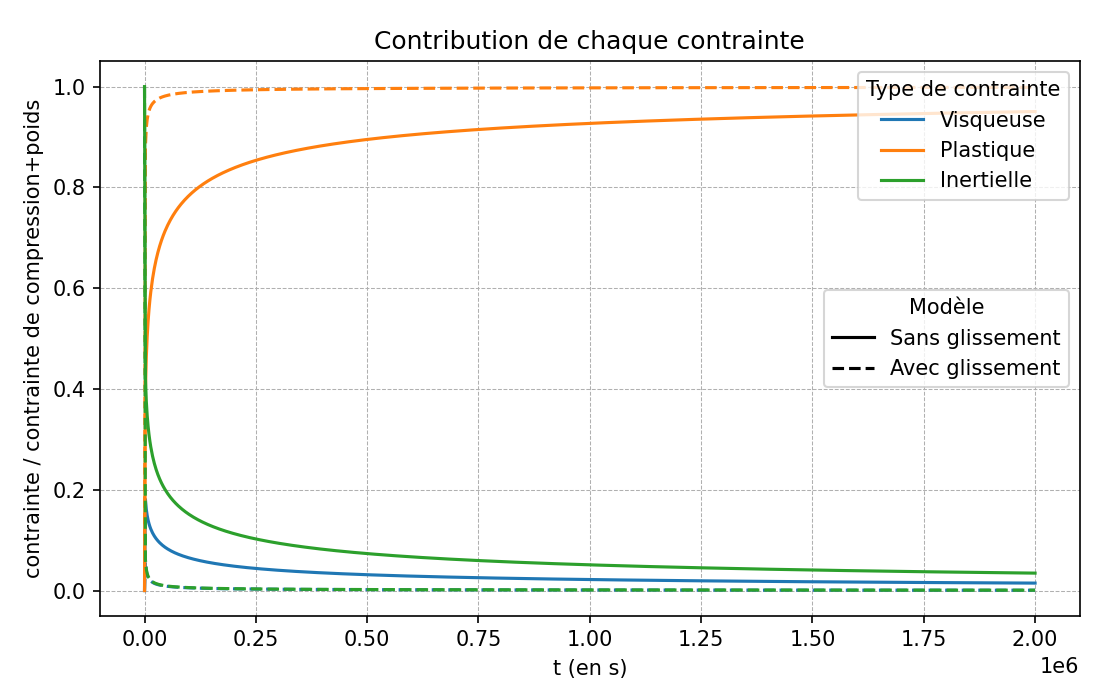 Contribution de chaque contrainte
contrainte / contrainte de compression+poids
1.0
0.8
0.6
0.4
0.2
0.0
Type de contrainte
Visqueuse
Plastique
Inertielle
Modèle
Sans glissement
Avec glissement
0.00 0.25 0.50 0.75 1.00 1.25 1.50 1.75 2.00
1e6
t (en s)